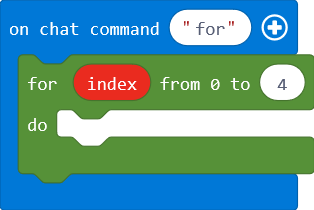 on chat command "for"
for index from 0 to 4
do